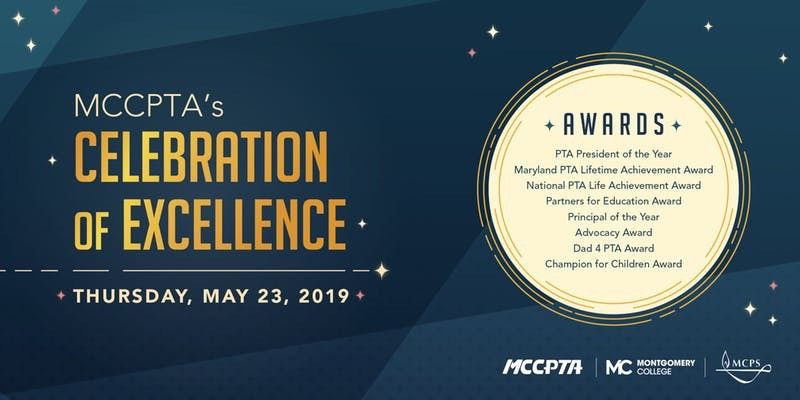 MCCPTA's
CELEBRATION
OF EXCELLENCE
THURSDAY, MAY 23, 2019
AWARDS
PTA President of the Year
Maryland PTA Lifetime Achievement Award
National PTA Life Achievement Award
Partners for Education Award
Principal of the Year
Advocacy Award
Dad 4 PTA Award
Champion for Children Award
MCCPTA
MC MONTGOMERY
COLLEGE
MCPS